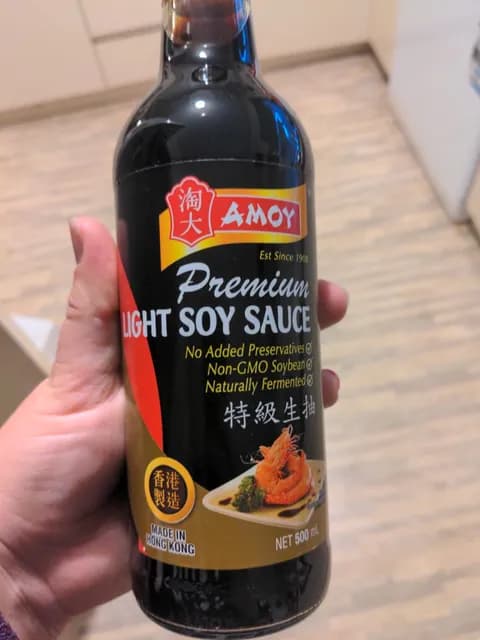 淘大
AMOY
Est Since 1908
Premium
LIGHT SOY SAUCE
No Added Preservatives
Non-GMO Soybean
Naturally Fermented
特級生抽
香港
製造
MADE IN
HONG KONG
NET 500 mL